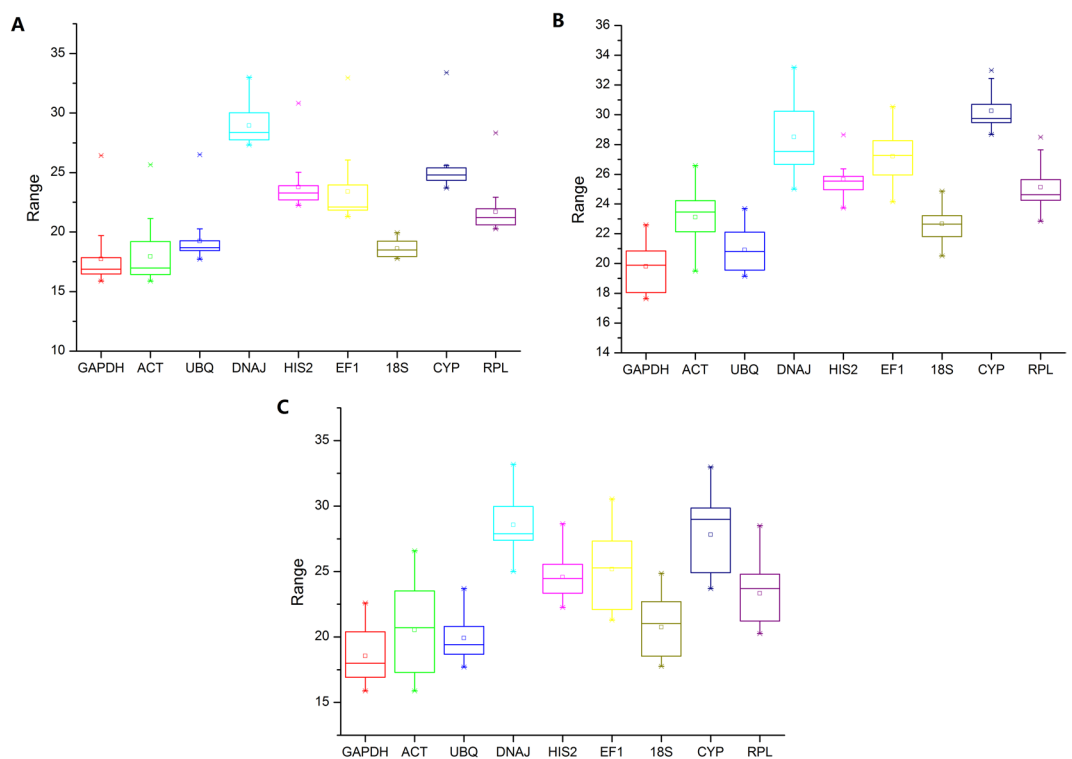 A
35
30
25
20
15
10
Range
GAPDH ACT UBQ DNAJ HIS2 EF1 18S CYP RPL
B
36
34
32
30
28
26
24
22
20
18
16
14
Range
GAPDH ACT UBQ DNAJ HIS2 EF1 18S CYP RPL
C
35
30
25
20
15
Range
GAPDH ACT UBQ DNAJ HIS2 EF1 18S CYP RPL